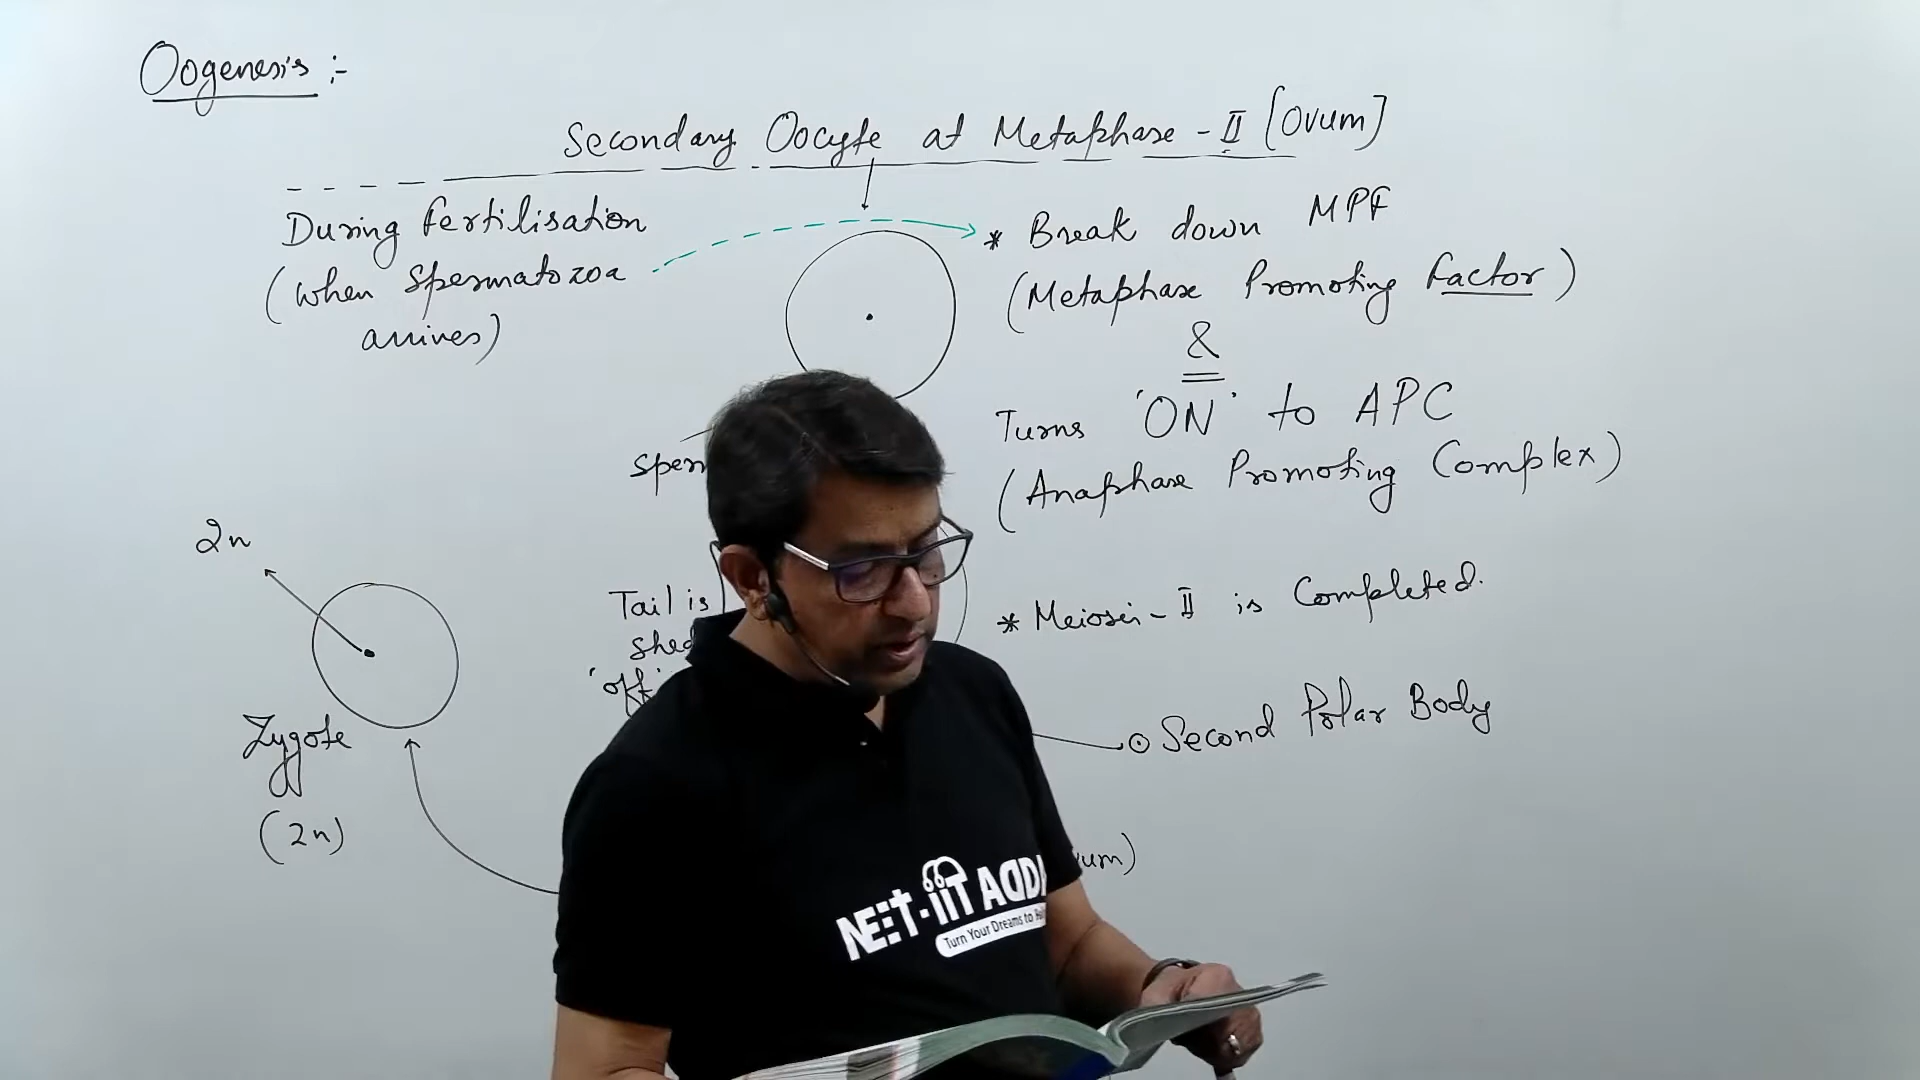 Oogenesis :-
Secondary Oocyte at Metaphase - II [Ovum]
During fertilisation
(when Spermatozoa
arrives)
* Break down MPF
(Metaphase Promoting factor)
&
Turns 'ON' to APC
(Anaphase Promoting Complex)
2n
Tail is
'off'
* Meiosis - II is Completed.
Second Polar Body
Zygote
(2n)
NEET-IIT
Turn Your Dreams to